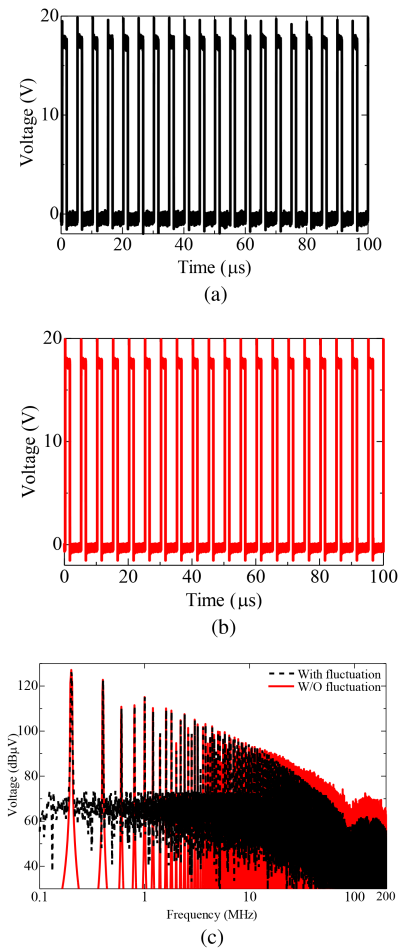 20
10
0
Voltage (V)
0 20 40 60 80 100
Time (μs)
(a)
20
10
0
Voltage (V)
0 20 40 60 80 100
Time (μs)
(b)
With fluctuation
W/O fluctuation
120
100
80
60
40
Voltage (dBμV)
0.1 1 10 100 200
Frequency (MHz)
(c)